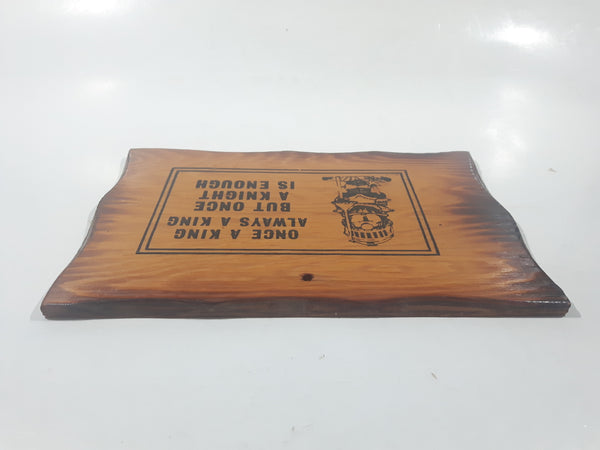 ONCE A KING
ALWAYS A KING
BUT ONCE
A KNIGHT
IS ENOUGH